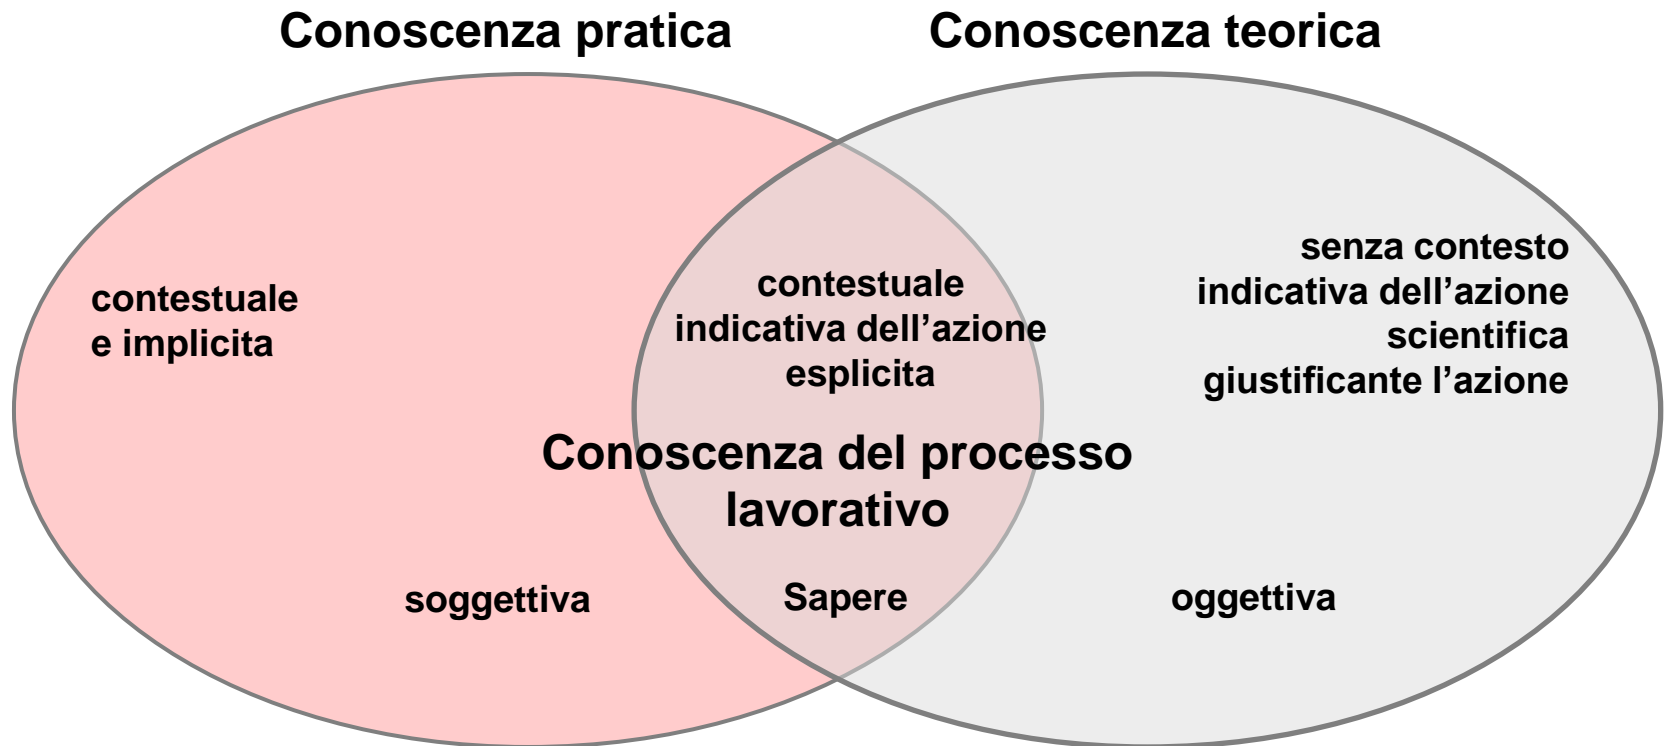 Conoscenza pratica
Conoscenza teorica
contestuale
e implicita
contestuale
indicativa dell’azione
esplicita
senza contesto
indicativa dell’azione
scientifica
giustificante l’azione
Conoscenza del processo
lavorativo
soggettiva
Sapere
oggettiva